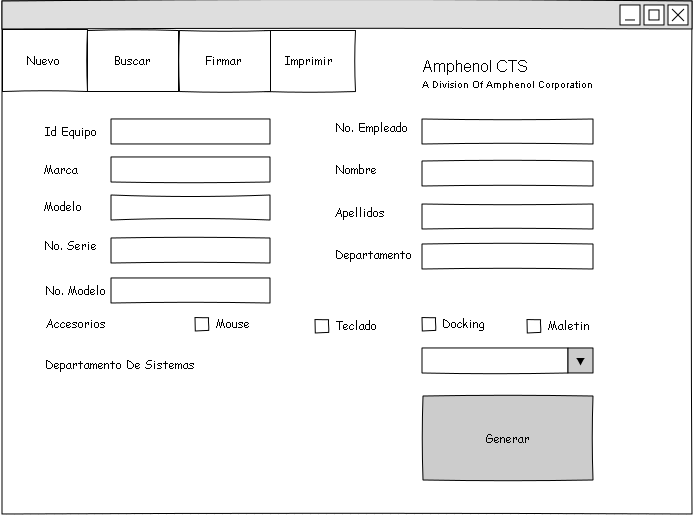 Nuevo Buscar Firmar Imprimir
Amphenol CTS
A Division Of Amphenol Corporation
Id Equipo
Marca
Modelo
No. Serie
No. Modelo
No. Empleado
Nombre
Apellidos
Departamento
Accesorios Mouse Teclado Docking Maletin
Departamento De Sistemas
Generar